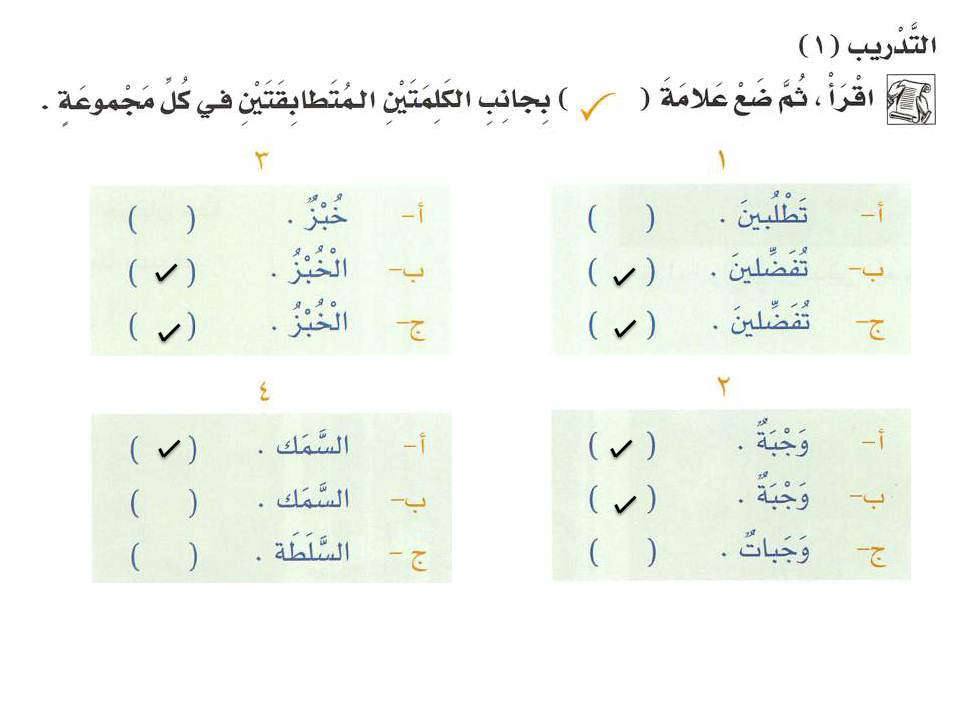 التَّدْريب (١)
اقْرَأْ ، ثُمَّ ضَعْ عَلامَةَ ( ✓ ) بِجانِبِ الكَلِمَتَيْنِ المُتَطابِقَتَيْنِ في كُلِّ مَجْموعَةٍ .
١
أ- تَطْلُبينَ . ( )
ب- تُفَضِّلينَ . ( ✓ )
ج- تُفَضِّلينَ . ( ✓ )
٢
أ- وَجْبَةٌ . ( ✓ )
ب- وَجْبَةٌ . ( ✓ )
ج- وَجَباتٌ . ( )
٣
أ- خُبْزٌ . ( )
ب- الْخُبْزُ . ( ✓ )
ج- الْخُبْزُ . ( ✓ )
٤
أ- السَّمَك . ( ✓ )
ب- السَّمَك . ( )
ج - السَّلَطَة . ( )